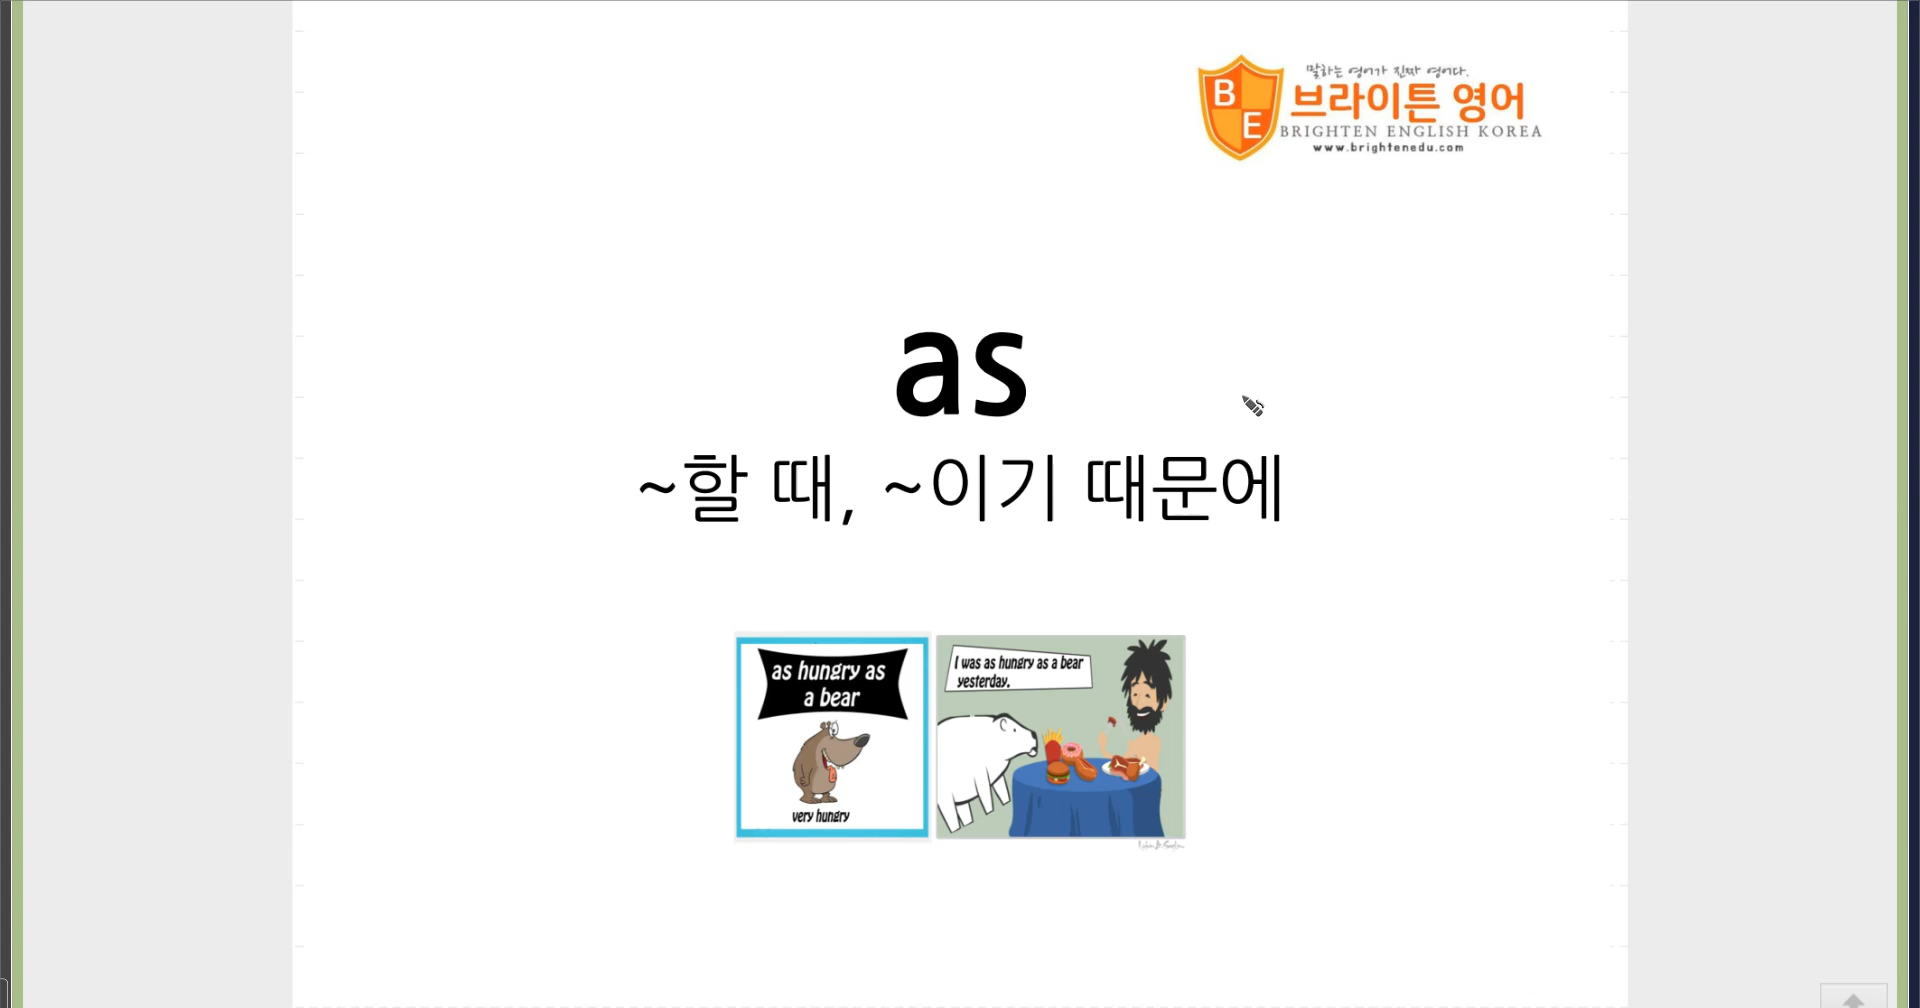 말하는 영어가 진짜 영어다.
B
E
브라이튼 영어
BRIGHTEN ENGLISH KOREA
www.brightenedu.com
as
~할 때, ~이기 때문에
as hungry as
a bear
very hungry
I was as hungry as a bear
yesterday.